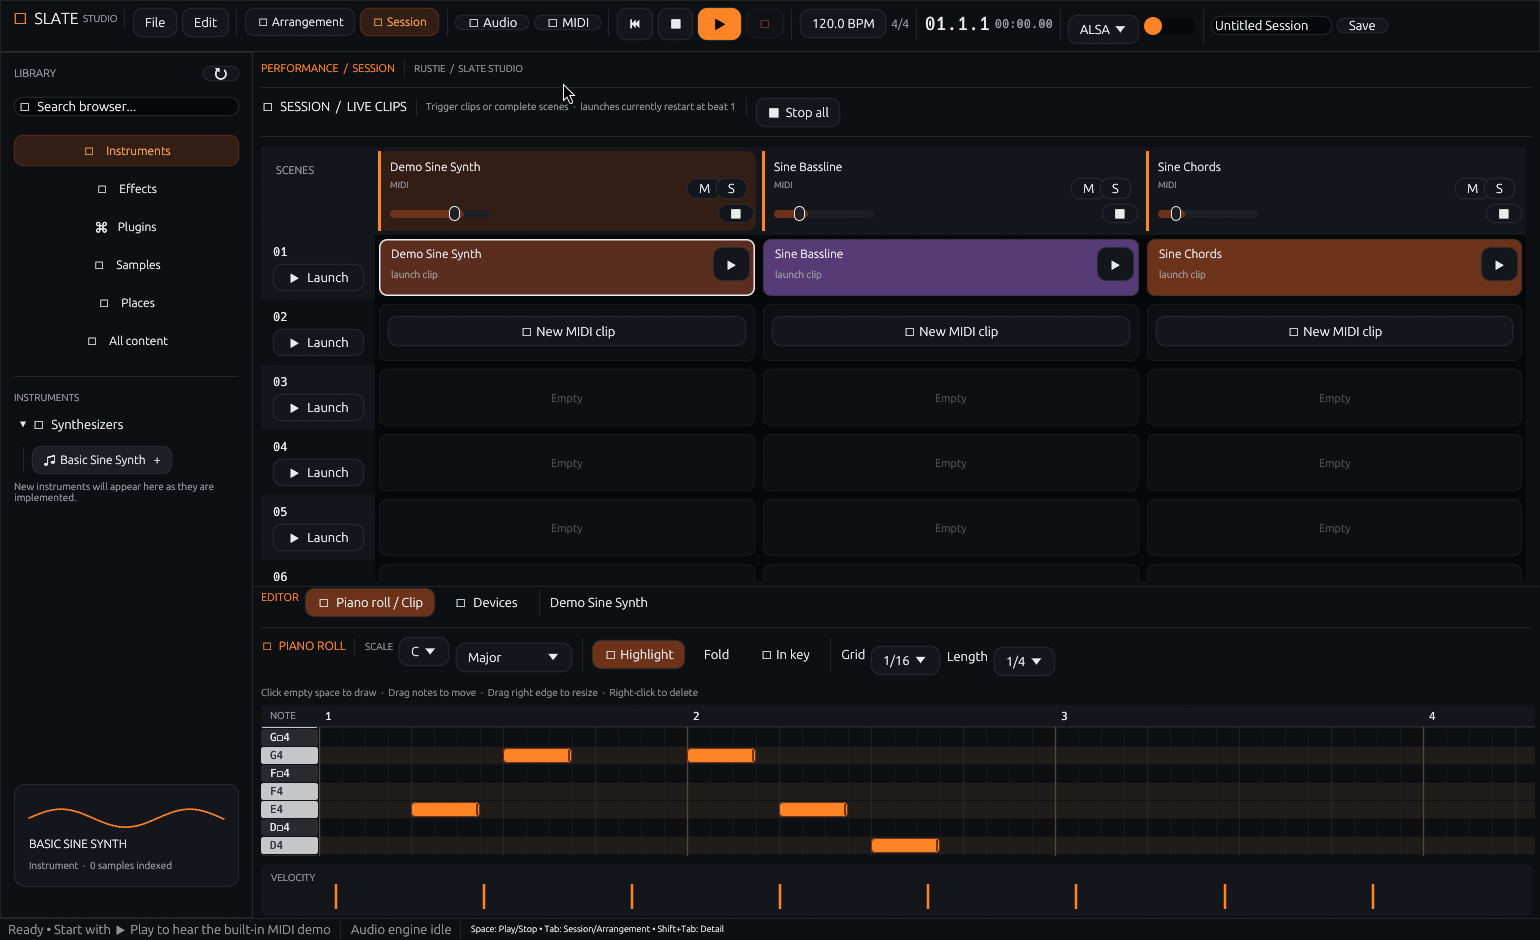 SLATE STUDIO File Edit Arrangement Session Audio MIDI 120.0 BPM 4/4 01.1.1 00:00.00 ALSA Untitled Session Save
LIBRARY
Search browser...
Instruments
Effects
Plugins
Samples
Places
All content
INSTRUMENTS
Synthesizers
Basic Sine Synth +
New instruments will appear here as they are
implemented.
BASIC SINE SYNTH
Instrument · 0 samples indexed
PERFORMANCE / SESSION RUSTIE / SLATE STUDIO
SESSION / LIVE CLIPS Trigger clips or complete scenes · launches currently restart at beat 1 Stop all
SCENES
Demo Sine Synth
MIDI
M S
Sine Bassline
MIDI
M S
Sine Chords
MIDI
M S
01
Launch
Demo Sine Synth
launch clip
Sine Bassline
launch clip
Sine Chords
launch clip
02
Launch
New MIDI clip New MIDI clip New MIDI clip
03
Launch
Empty Empty Empty
04
Launch
Empty Empty Empty
05
Launch
Empty Empty Empty
06
EDITOR Piano roll / Clip Devices Demo Sine Synth
PIANO ROLL SCALE C Major Highlight Fold In key Grid 1/16 Length 1/4
Click empty space to draw · Drag notes to move · Drag right edge to resize · Right-click to delete
NOTE 1 2 3 4
G□4
G4
F□4
F4
E4
D□4
D4
VELOCITY
Ready • Start with ▶ Play to hear the built-in MIDI demo Audio engine idle Space: Play/Stop • Tab: Session/Arrangement • Shift+Tab: Detail